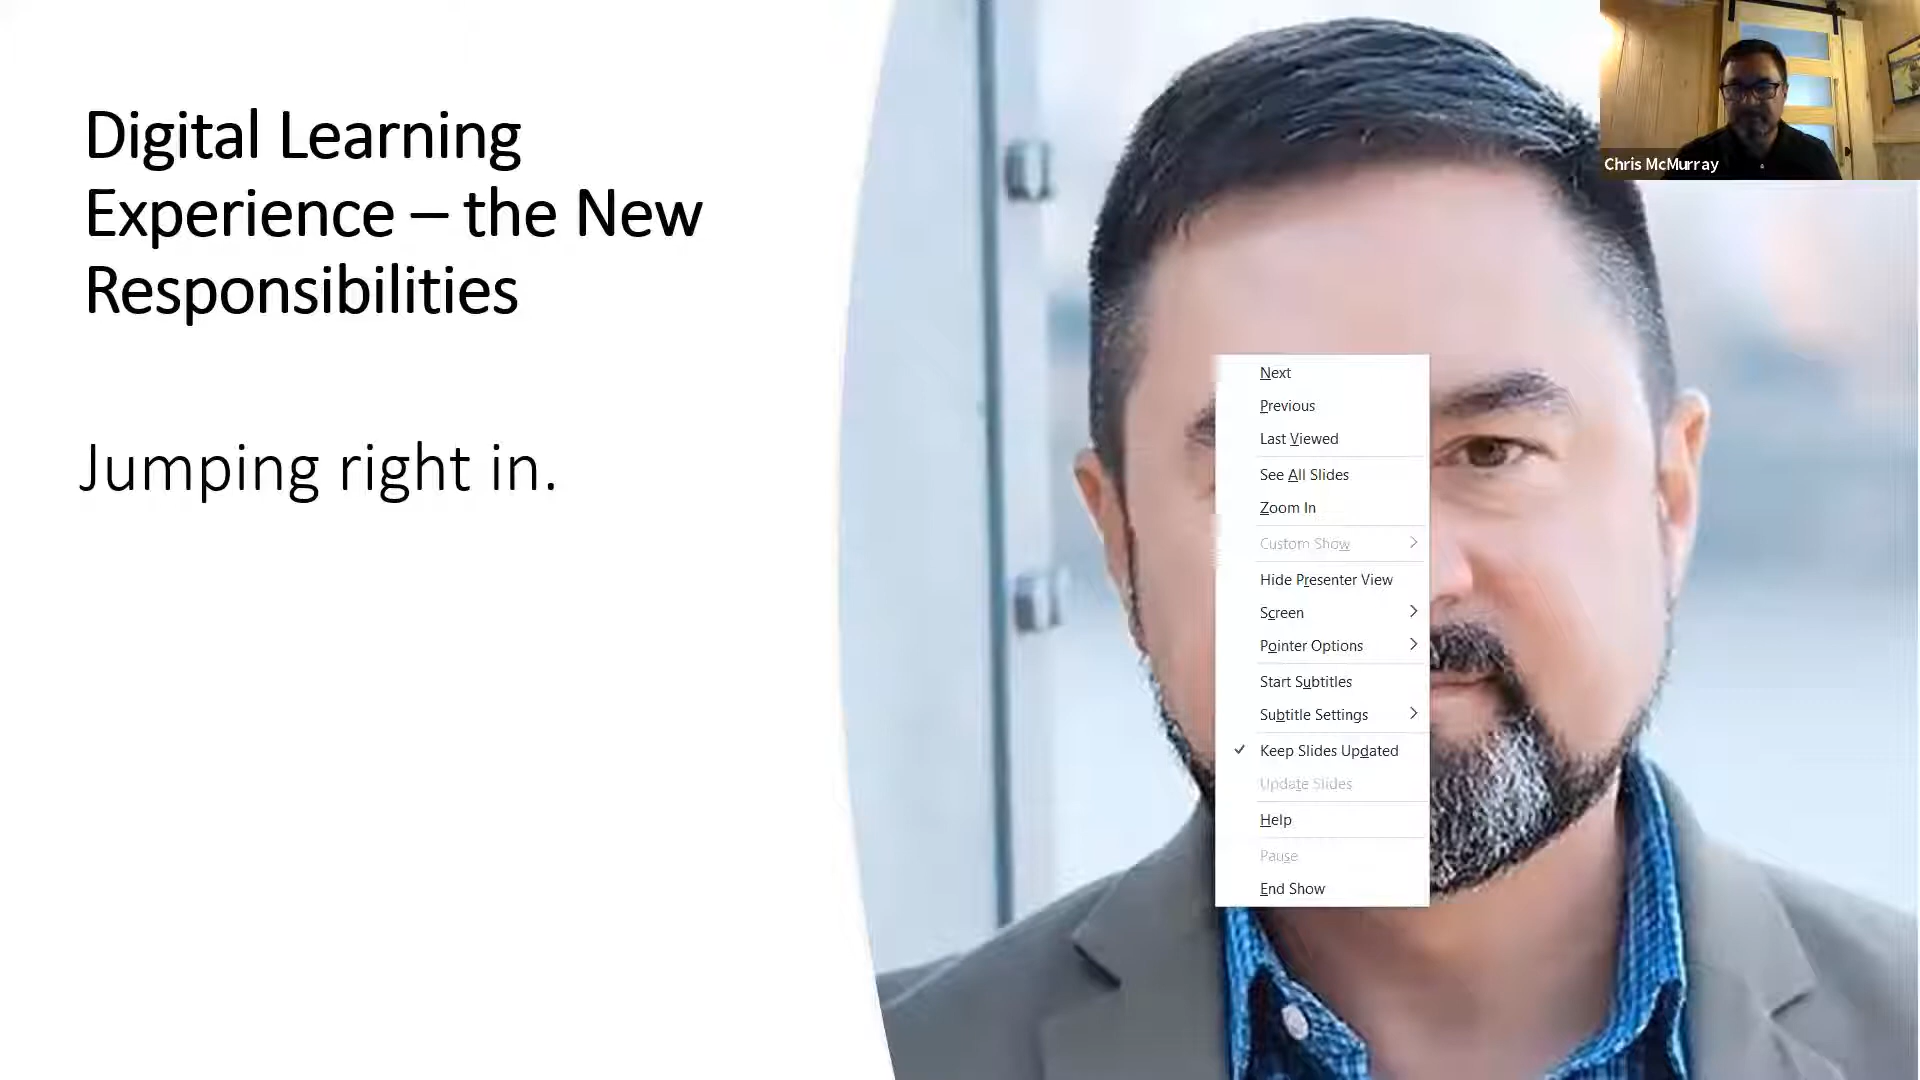 Digital Learning
Experience – the New
Responsibilities
Jumping right in.
Chris McMurray
Next
Previous
Last Viewed
See All Slides
Zoom In
Custom Show
Hide Presenter View
Screen
Pointer Options
Start Subtitles
Subtitle Settings
Keep Slides Updated
Update Slides
Help
Pause
End Show